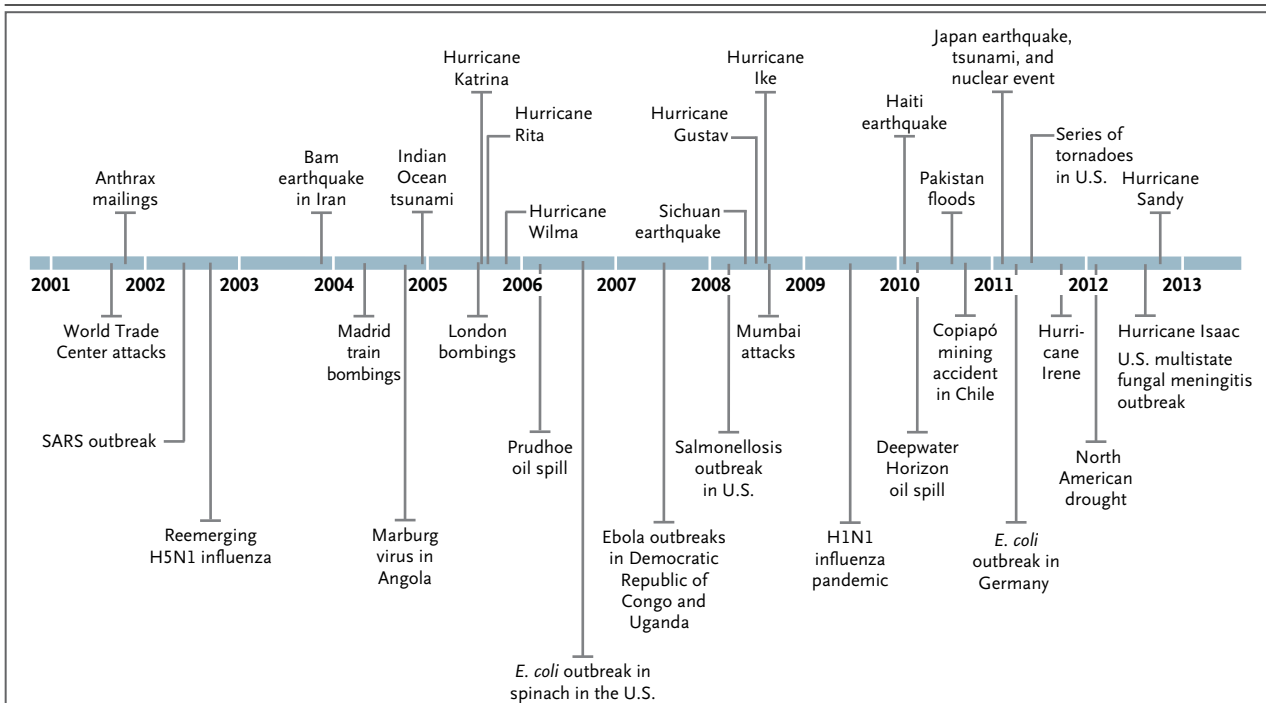 Japan earthquake,
tsunami, and
nuclear event
Hurricane
Katrina
Hurricane
Ike
Haiti
earthquake
Hurricane
Rita
Hurricane
Gustav
Series of
tornadoes
in U.S.
Anthrax
mailings
Bam
earthquake
in Iran
Indian
Ocean
tsunami
Pakistan
floods
Hurricane
Sandy
Hurricane
Wilma
Sichuan
earthquake
2001 2002 2003 2004 2005 2006 2007 2008 2009 2010 2011 2012 2013
World Trade
Center attacks
Madrid
train
bombings
London
bombings
Mumbai
attacks
Copiapó
mining
accident
in Chile
Hurri-
cane
Irene
Hurricane Isaac
U.S. multistate
fungal meningitis
outbreak
SARS outbreak
Prudhoe
oil spill
Salmonellosis
outbreak
in U.S.
Deepwater
Horizon
oil spill
North
American
drought
Reemerging
H5N1 influenza
Marburg
virus in
Angola
Ebola outbreaks
in Democratic
Republic of
Congo and
Uganda
H1N1
influenza
pandemic
E. coli
outbreak in
Germany
E. coli outbreak in
spinach in the U.S.